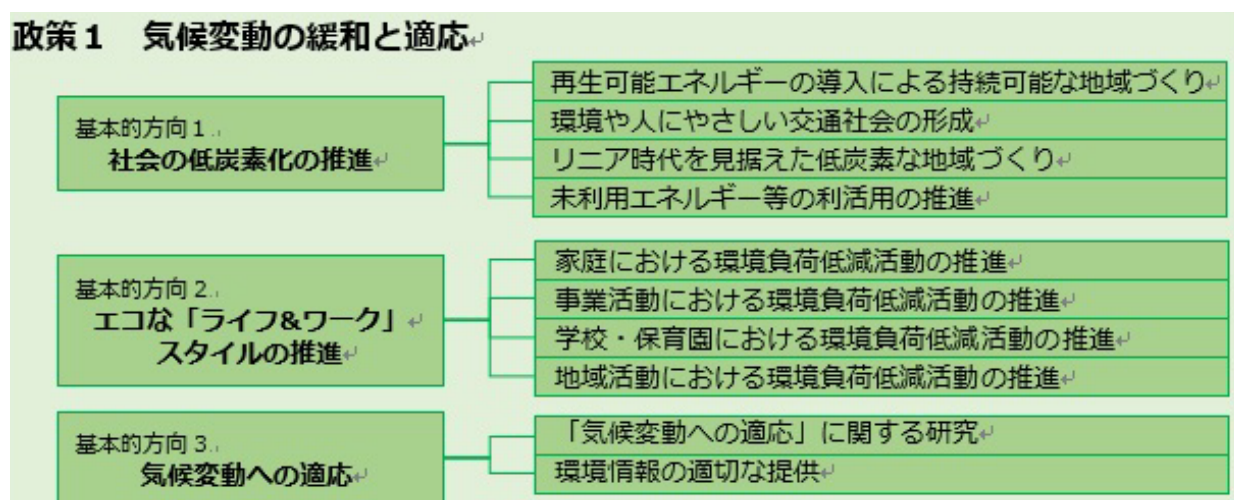 政策１　気候変動の緩和と適応
基本的方向１
社会の低炭素化の推進
再生可能エネルギーの導入による持続可能な地域づくり
環境や人にやさしい交通社会の形成
リニア時代を見据えた低炭素な地域づくり
未利用エネルギー等の利活用の推進
基本的方向２
エコな「ライフ&ワーク」
スタイルの推進
家庭における環境負荷低減活動の推進
事業活動における環境負荷低減活動の推進
学校・保育園における環境負荷低減活動の推進
地域活動における環境負荷低減活動の推進
基本的方向３
気候変動への適応
「気候変動への適応」に関する研究
環境情報の適切な提供